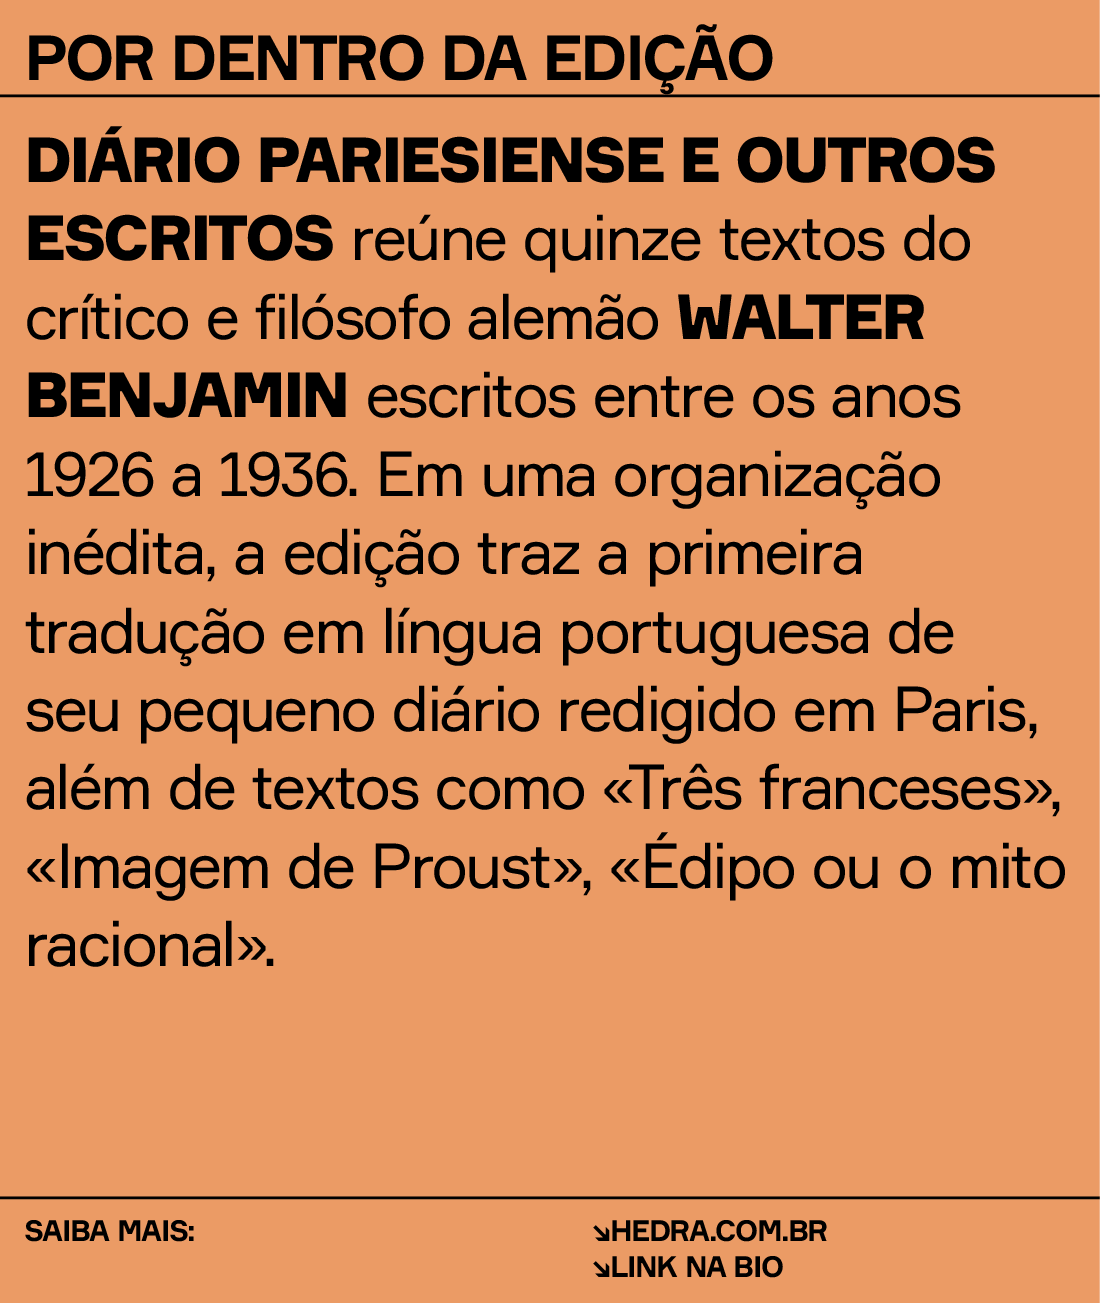 POR DENTRO DA EDIÇÃO
DIÁRIO PARIESIENSE E OUTROS
ESCRITOS reúne quinze textos do
crítico e filósofo alemão WALTER
BENJAMIN escritos entre os anos
1926 a 1936. Em uma organização
inédita, a edição traz a primeira
tradução em língua portuguesa de
seu pequeno diário redigido em Paris,
além de textos como «Três franceses»,
«Imagem de Proust», «Édipo ou o mito
racional».
SAIBA MAIS:
↘HEDRA.COM.BR
↘LINK NA BIO